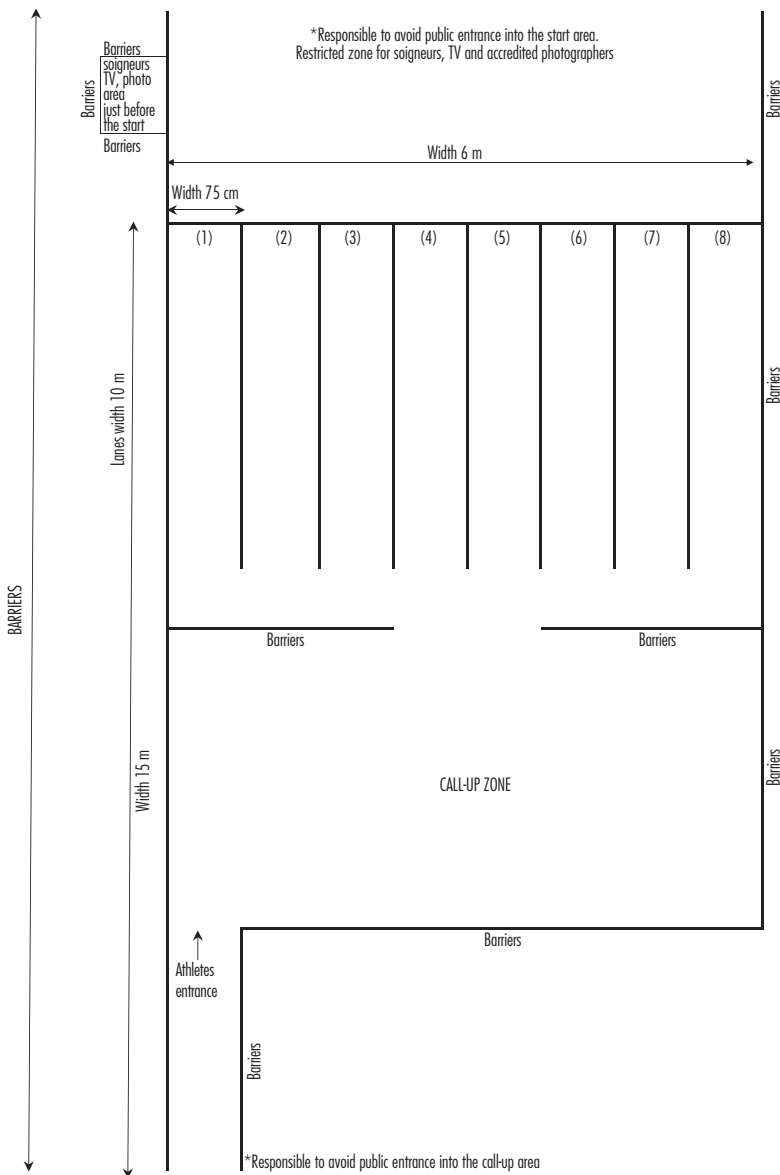 *Responsible to avoid public entrance into the start area.
Restricted zone for soigneurs, TV and accredited photographers
Barriers
soigneurs
TV, photo
area
just before
the start
Barriers
Barriers
Barriers
Width 6 m
Width 75 cm
(1)
(2)
(3)
(4)
(5)
(6)
(7)
(8)
Lanes width 10 m
Barriers
BARRIERS
Barriers
Barriers
Width 15 m
CALL-UP ZONE
Barriers
Barriers
Athletes
entrance
Barriers
*Responsible to avoid public entrance into the call-up area